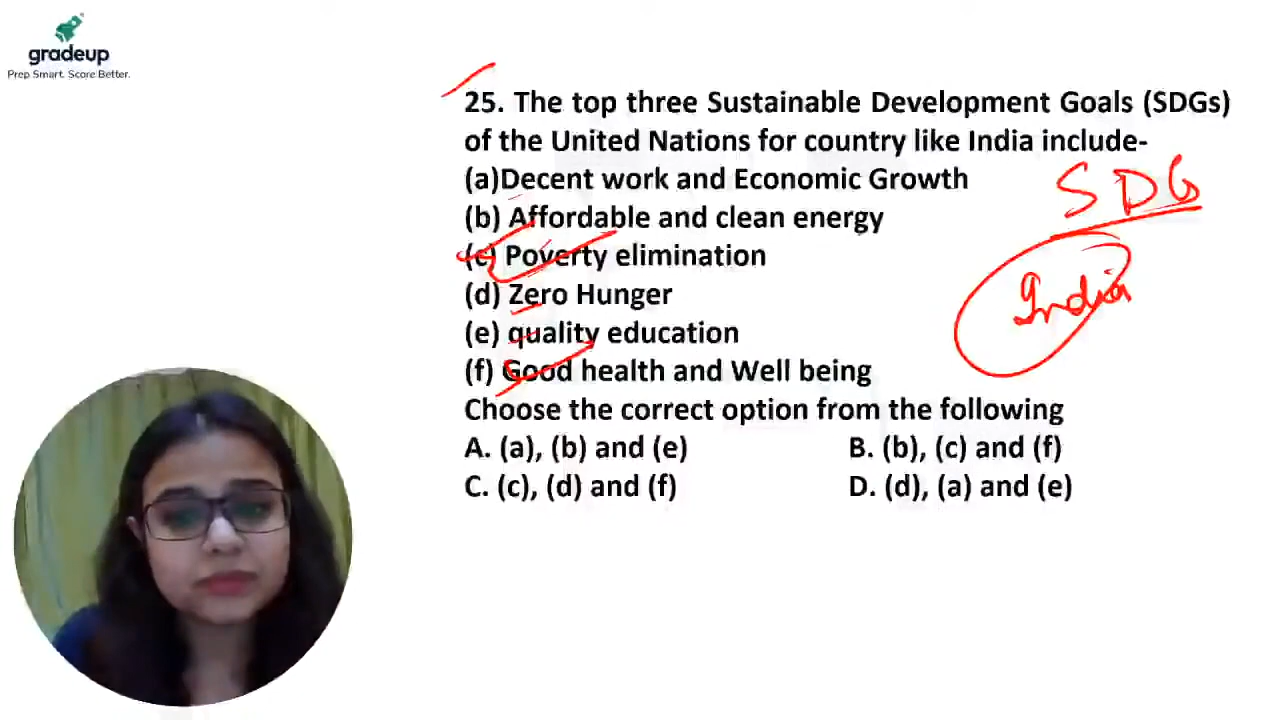 gradeup
Prep Smart. Score Better.
25. The top three Sustainable Development Goals (SDGs)
of the United Nations for country like India include-
(a)Decent work and Economic Growth
(b) Affordable and clean energy
(c) Poverty elimination
(d) Zero Hunger
(e) quality education
(f) Good health and Well being
Choose the correct option from the following
A. (a), (b) and (e) B. (b), (c) and (f)
C. (c), (d) and (f) D. (d), (a) and (e)
SDG
India